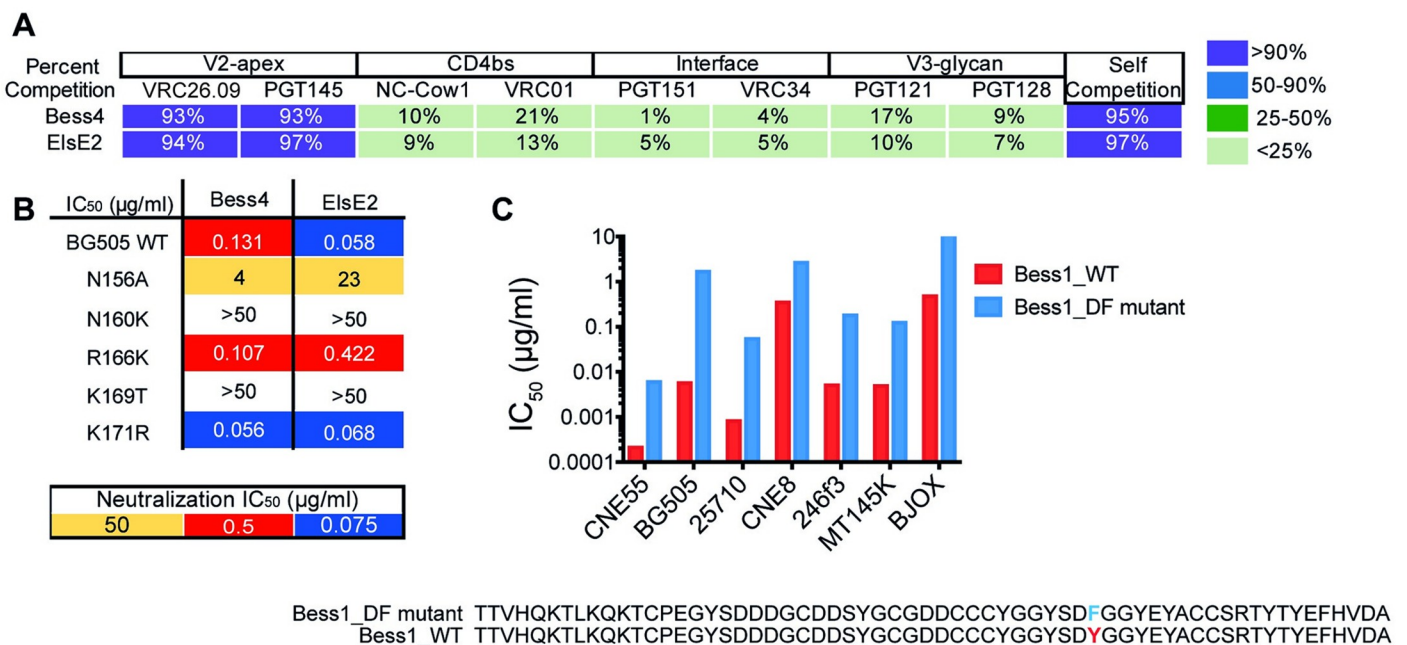 A
Percent Competition V2-apex CD4bs Interface V3-glycan Self Competition
VRC26.09 PGT145 NC-Cow1 VRC01 PGT151 VRC34 PGT121 PGT128
Bess4 93% 93% 10% 21% 1% 4% 17% 9% 95%
ElsE2 94% 97% 9% 13% 5% 5% 10% 7% 97%
>90%
50-90%
25-50%
<25%
B
IC50 (µg/ml) Bess4 ElsE2
BG505 WT 0.131 0.058
N156A 4 23
N160K >50 >50
R166K 0.107 0.422
K169T >50 >50
K171R 0.056 0.068
Neutralization IC50 (µg/ml)
50 0.5 0.075
C
IC50 (µg/ml)
10
1
0.1
0.01
0.001
0.0001
CNE55 BG505 25710 CNE8 246f3 MT145K BJOX
Bess1_WT
Bess1_DF mutant
Bess1_DF mutant TTVHQKTLKQKTCPEGYSDDDGCDDSYGCGDDCCCYGGYSDFGGYEYACCSRTYTYEFHVDA
Bess1_WT TTVHQKTLKQKTCPEGYSDDDGCDDSYGCGDDCCCYGGYSDYGGYEYACCSRTYTYEFHVDA